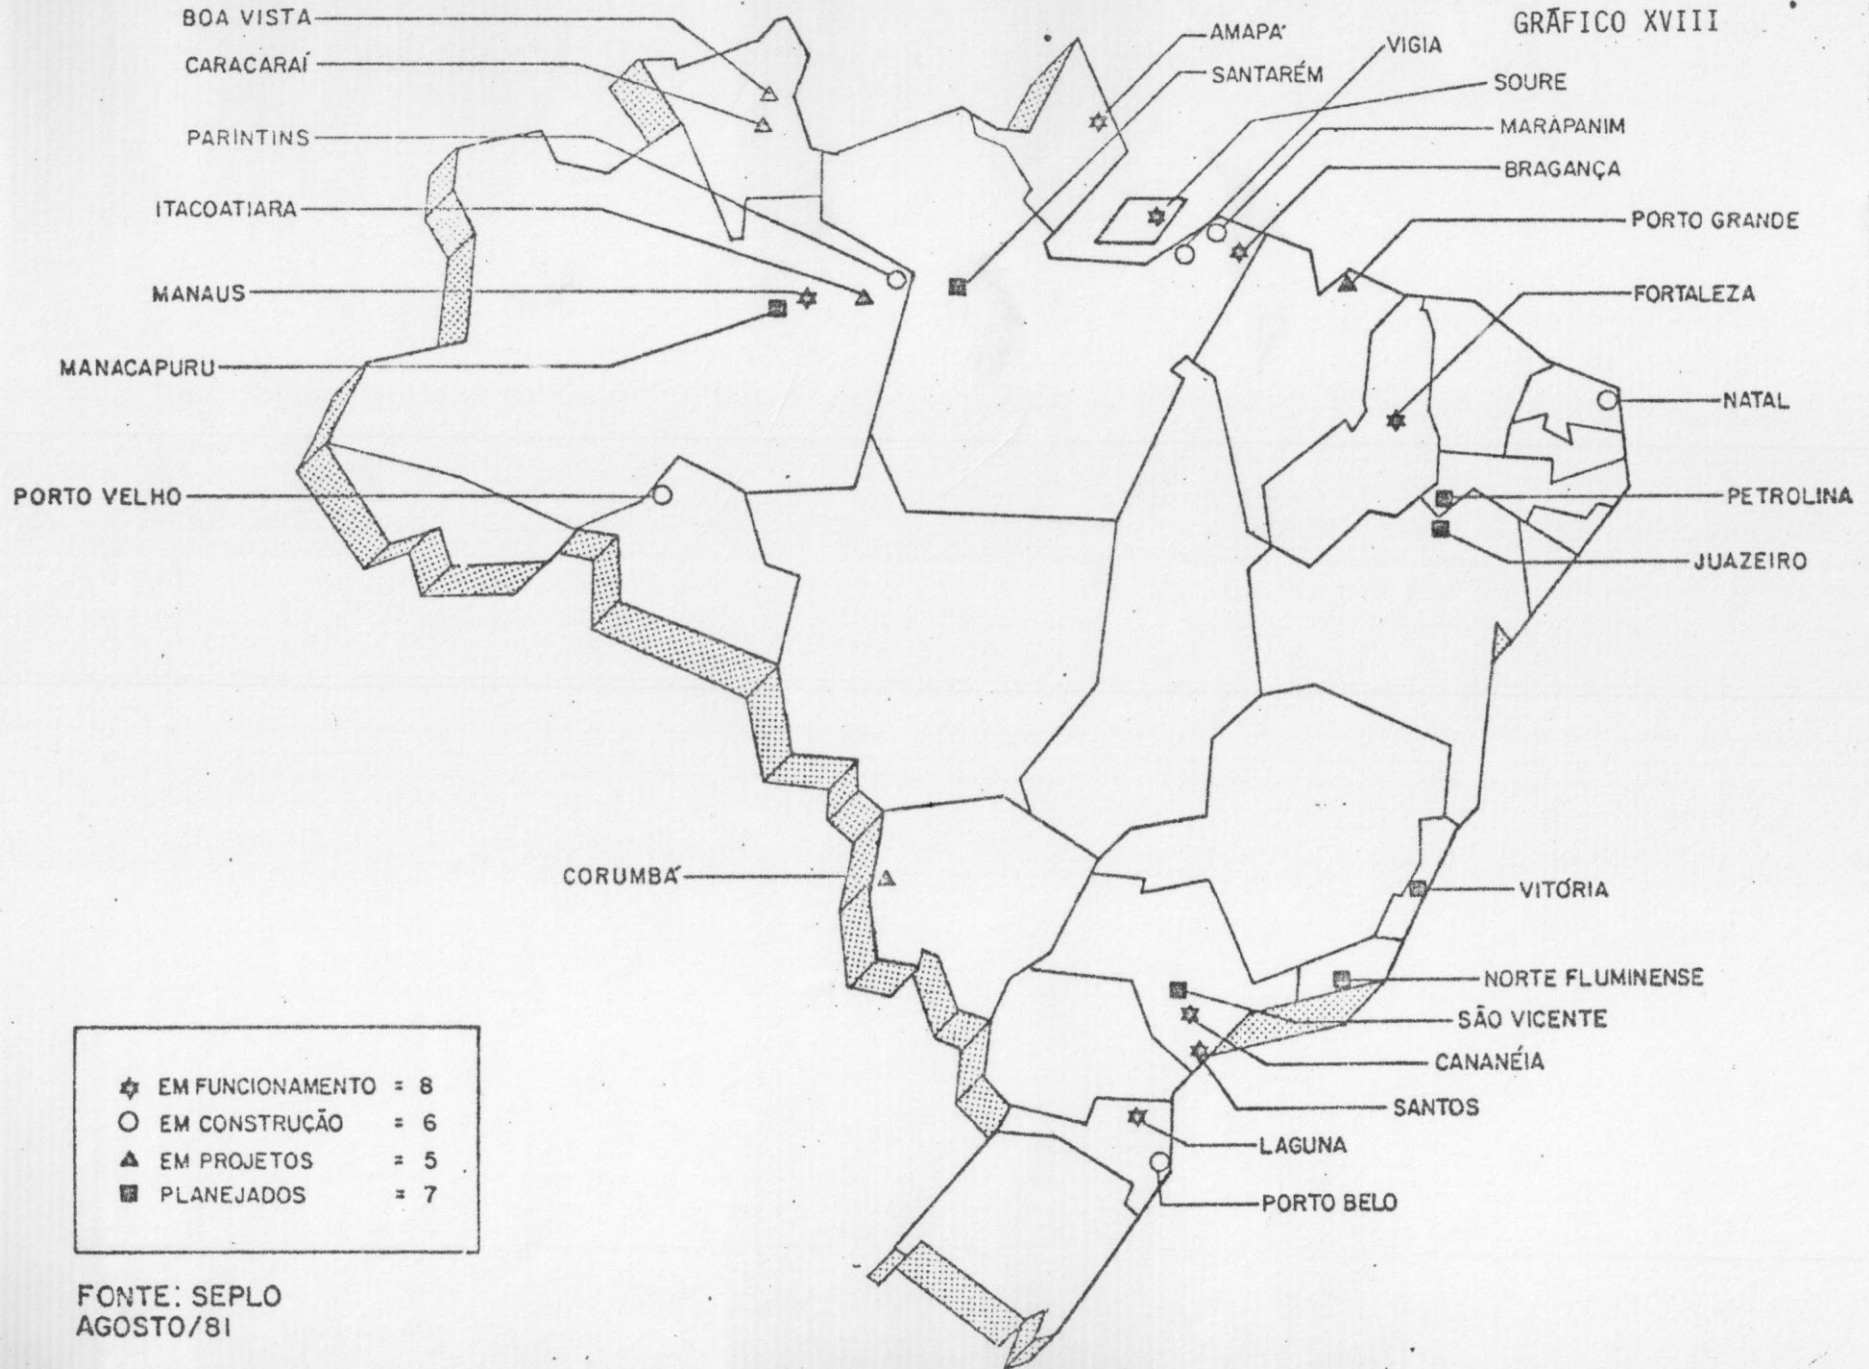 GRÁFICO XVIII
BOA VISTA
CARACARAÍ
PARINTINS
ITACOATIARA
MANAUS
MANACAPURU
PORTO VELHO
CORUMBÁ
AMAPÁ
SANTARÉM
VIGIA
SOURE
MARAPANIM
BRAGANÇA
PORTO GRANDE
FORTALEZA
NATAL
PETROLINA
JUAZEIRO
VITÓRIA
NORTE FLUMINENSE
SÃO VICENTE
CANANÉIA
SANTOS
LAGUNA
PORTO BELO
EM FUNCIONAMENTO = 8
EM CONSTRUÇÃO = 6
EM PROJETOS = 5
PLANEJADOS = 7
FONTE: SEPLO
AGOSTO/81